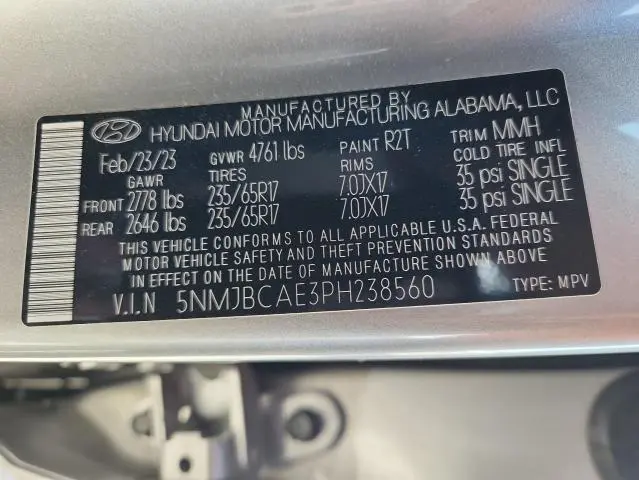 MANUFACTURED BY
HYUNDAI MOTOR MANUFACTURING ALABAMA, LLC
Feb/23/23 GVWR 4761 lbs PAINT R2T TRIM MMH
GAWR TIRES RIMS COLD TIRE INFL
FRONT 2778 lbs 235/65R17 7.0JX17 35 psi SINGLE
REAR 2646 lbs 235/65R17 7.0JX17 35 psi SINGLE
THIS VEHICLE CONFORMS TO ALL APPLICABLE U.S.A. FEDERAL
MOTOR VEHICLE SAFETY AND THEFT PREVENTION STANDARDS
IN EFFECT ON THE DATE OF MANUFACTURE SHOWN ABOVE
V.I.N 5NMJBCAE3PH238560 TYPE: MPV